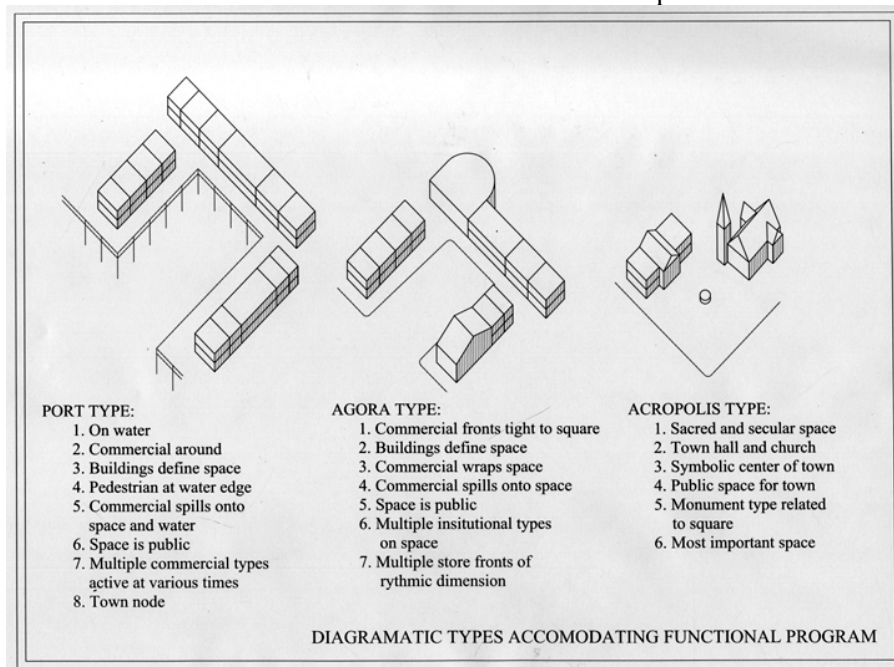 PORT TYPE:
1. On water
2. Commercial around
3. Buildings define space
4. Pedestrian at water edge
5. Commercial spills onto
space and water
6. Space is public
7. Multiple commercial types
active at various times
8. Town node
AGORA TYPE:
1. Commercial fronts tight to square
2. Buildings define space
3. Commercial wraps space
4. Commercial spills onto space
5. Space is public
6. Multiple insitutional types
on space
7. Multiple store fronts of
rythmic dimension
ACROPOLIS TYPE:
1. Sacred and secular space
2. Town hall and church
3. Symbolic center of town
4. Public space for town
5. Monument type related
to square
6. Most important space
DIAGRAMATIC TYPES ACCOMODATING FUNCTIONAL PROGRAM